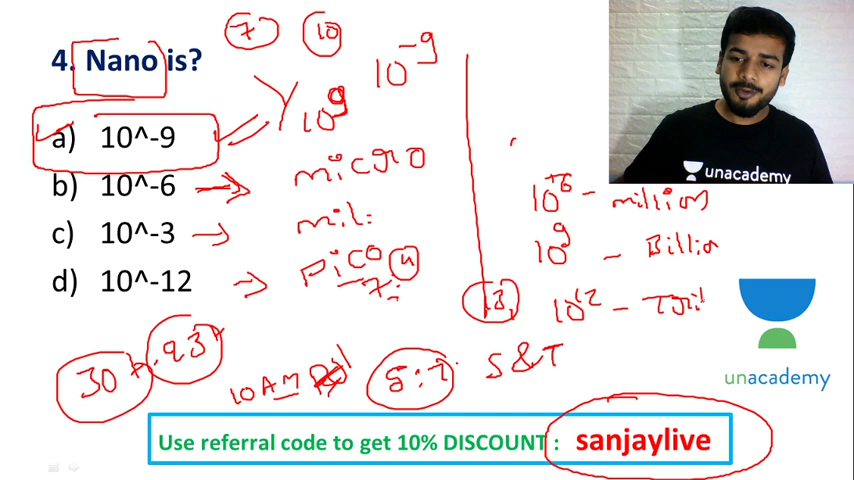 4. Nano is?
7 10
10^-9
a) 10^-9
10^9
b) 10^-6
micro
c) 10^-3
mili
d) 10^-12
pico
10^+6 - million
10^9 - Billion
10^12 -
13
30
93
10 AM
S&T
unacademy
unacademy
Use referral code to get 10% DISCOUNT : sanjaylive